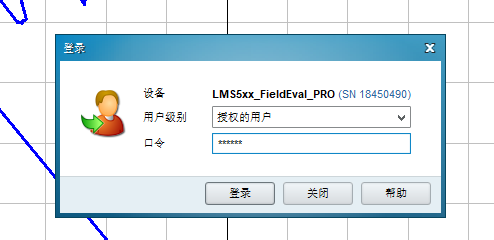 登录
设备 LMS5xx_FieldEval_PRO (SN 18450490)
用户级别 授权的用户
口令 ******
登录 关闭 帮助